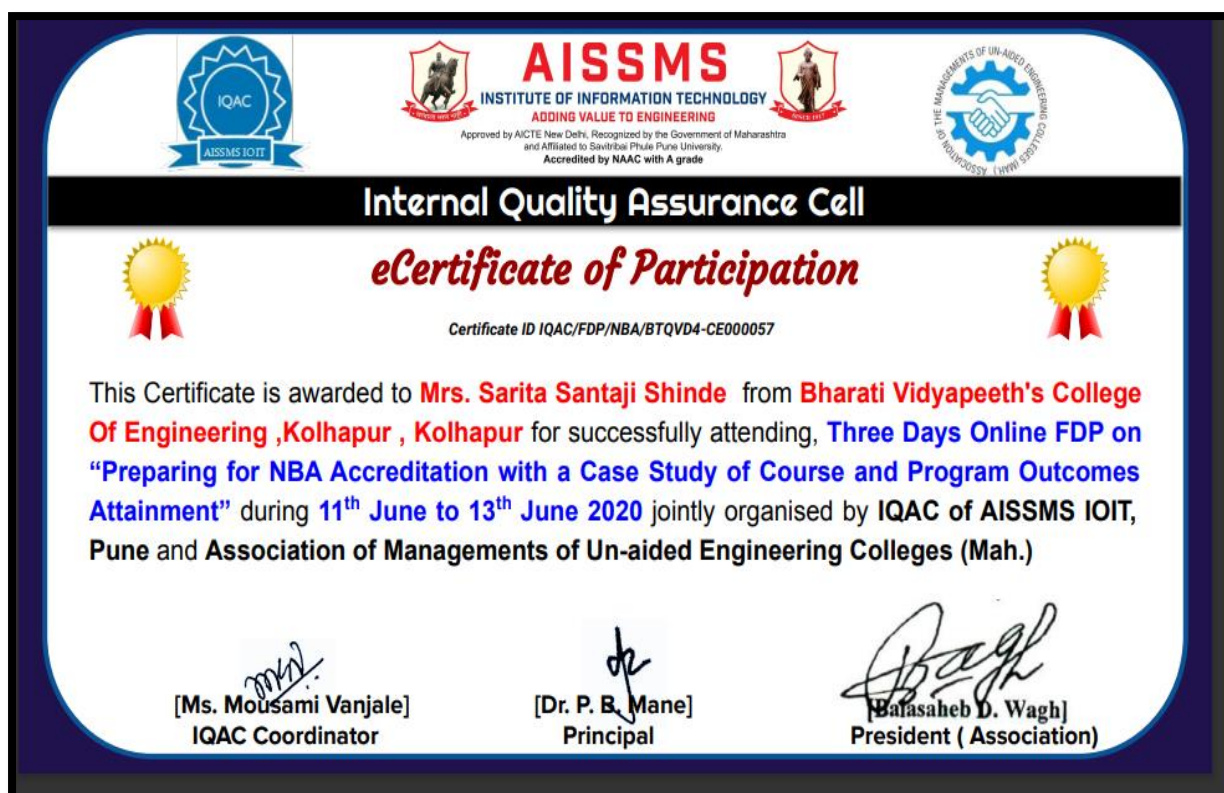 IQAC
AISSMS IOIT
AISSMS
INSTITUTE OF INFORMATION TECHNOLOGY
ADDING VALUE TO ENGINEERING
SINCE 1917
Approved by AICTE New Delhi, Recognized by the Government of Maharashtra
and Affiliated to Savitribai Phule Pune University.
Accredited by NAAC with A grade
ASSOCIATION OF THE MANAGEMENTS OF UN-AIDED ENGINEERING COLLEGES (MAH.)
Internal Quality Assurance Cell
eCertificate of Participation
Certificate ID IQAC/FDP/NBA/BTQVD4-CE000057
This Certificate is awarded to Mrs. Sarita Santaji Shinde from Bharati Vidyapeeth's College
Of Engineering ,Kolhapur , Kolhapur for successfully attending, Three Days Online FDP on
“Preparing for NBA Accreditation with a Case Study of Course and Program Outcomes
Attainment” during 11th June to 13th June 2020 jointly organised by IQAC of AISSMS IOIT,
Pune and Association of Managements of Un-aided Engineering Colleges (Mah.)
[Ms. Mousami Vanjale]
IQAC Coordinator
[Dr. P. B. Mane]
Principal
[Balasaheb D. Wagh]
President ( Association)